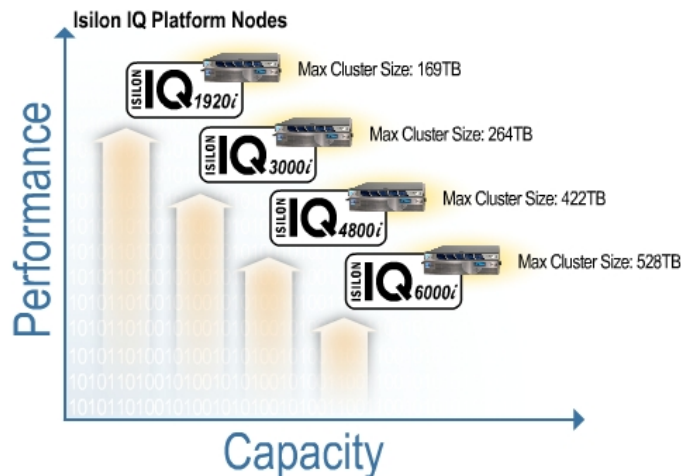 Isilon IQ Platform Nodes
ISILON IQ 1920i
Max Cluster Size: 169TB
ISILON IQ 3000i
Max Cluster Size: 264TB
ISILON IQ 4800i
Max Cluster Size: 422TB
ISILON IQ 6000i
Max Cluster Size: 528TB
Performance
Capacity